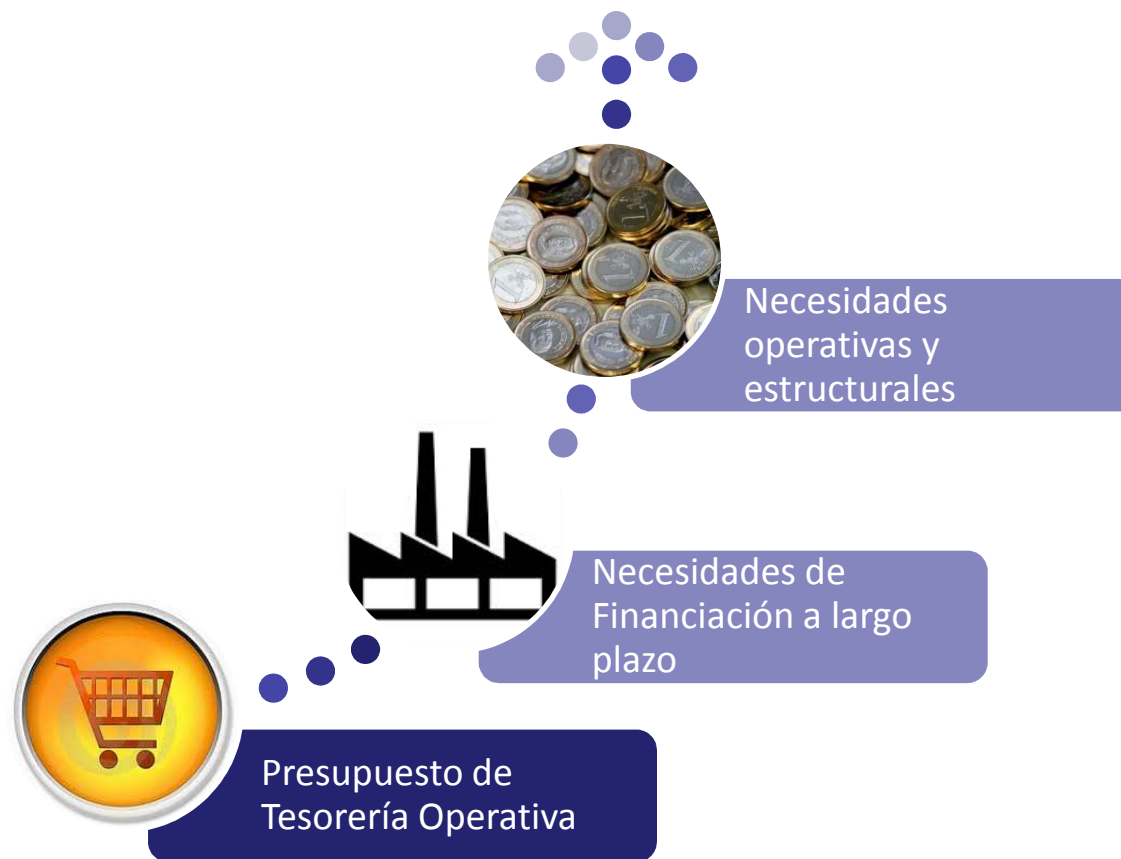 Necesidades
operativas y
estructurales
Necesidades de
Financiación a largo
plazo
Presupuesto de
Tesorería Operativa